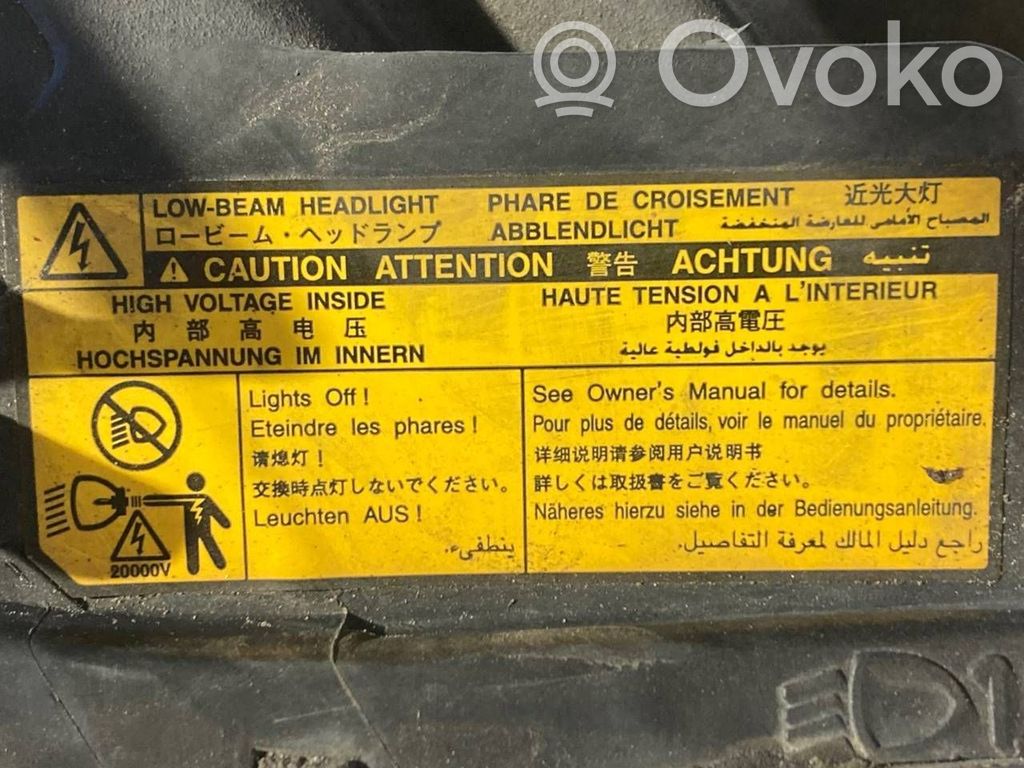 Ovoko
LOW-BEAM HEADLIGHT PHARE DE CROISEMENT 近光大灯
ロービーム・ヘッドランプ ABBLENDLICHT المصباح الأمامى للعارضة المنخفضة
CAUTION ATTENTION 警告 ACHTUNG تنبيه
HIGH VOLTAGE INSIDE
内部高电压
HOCHSPANNUNG IM INNERN
HAUTE TENSION A L'INTERIEUR
内部高電圧
يوجد بالداخل فولطية عالية
20000V
Lights Off !
Eteindre les phares !
请熄灯！
交換時点灯しないでください。
Leuchten AUS !
ينطفىء.
See Owner's Manual for details.
Pour plus de détails, voir le manuel du propriétaire.
详细说明请参阅用户说明书
詳しくは取扱書をご覧ください。
Näheres hierzu siehe in der Bedienungsanleitung.
راجع دليل المالك لمعرفة التفاصيل.